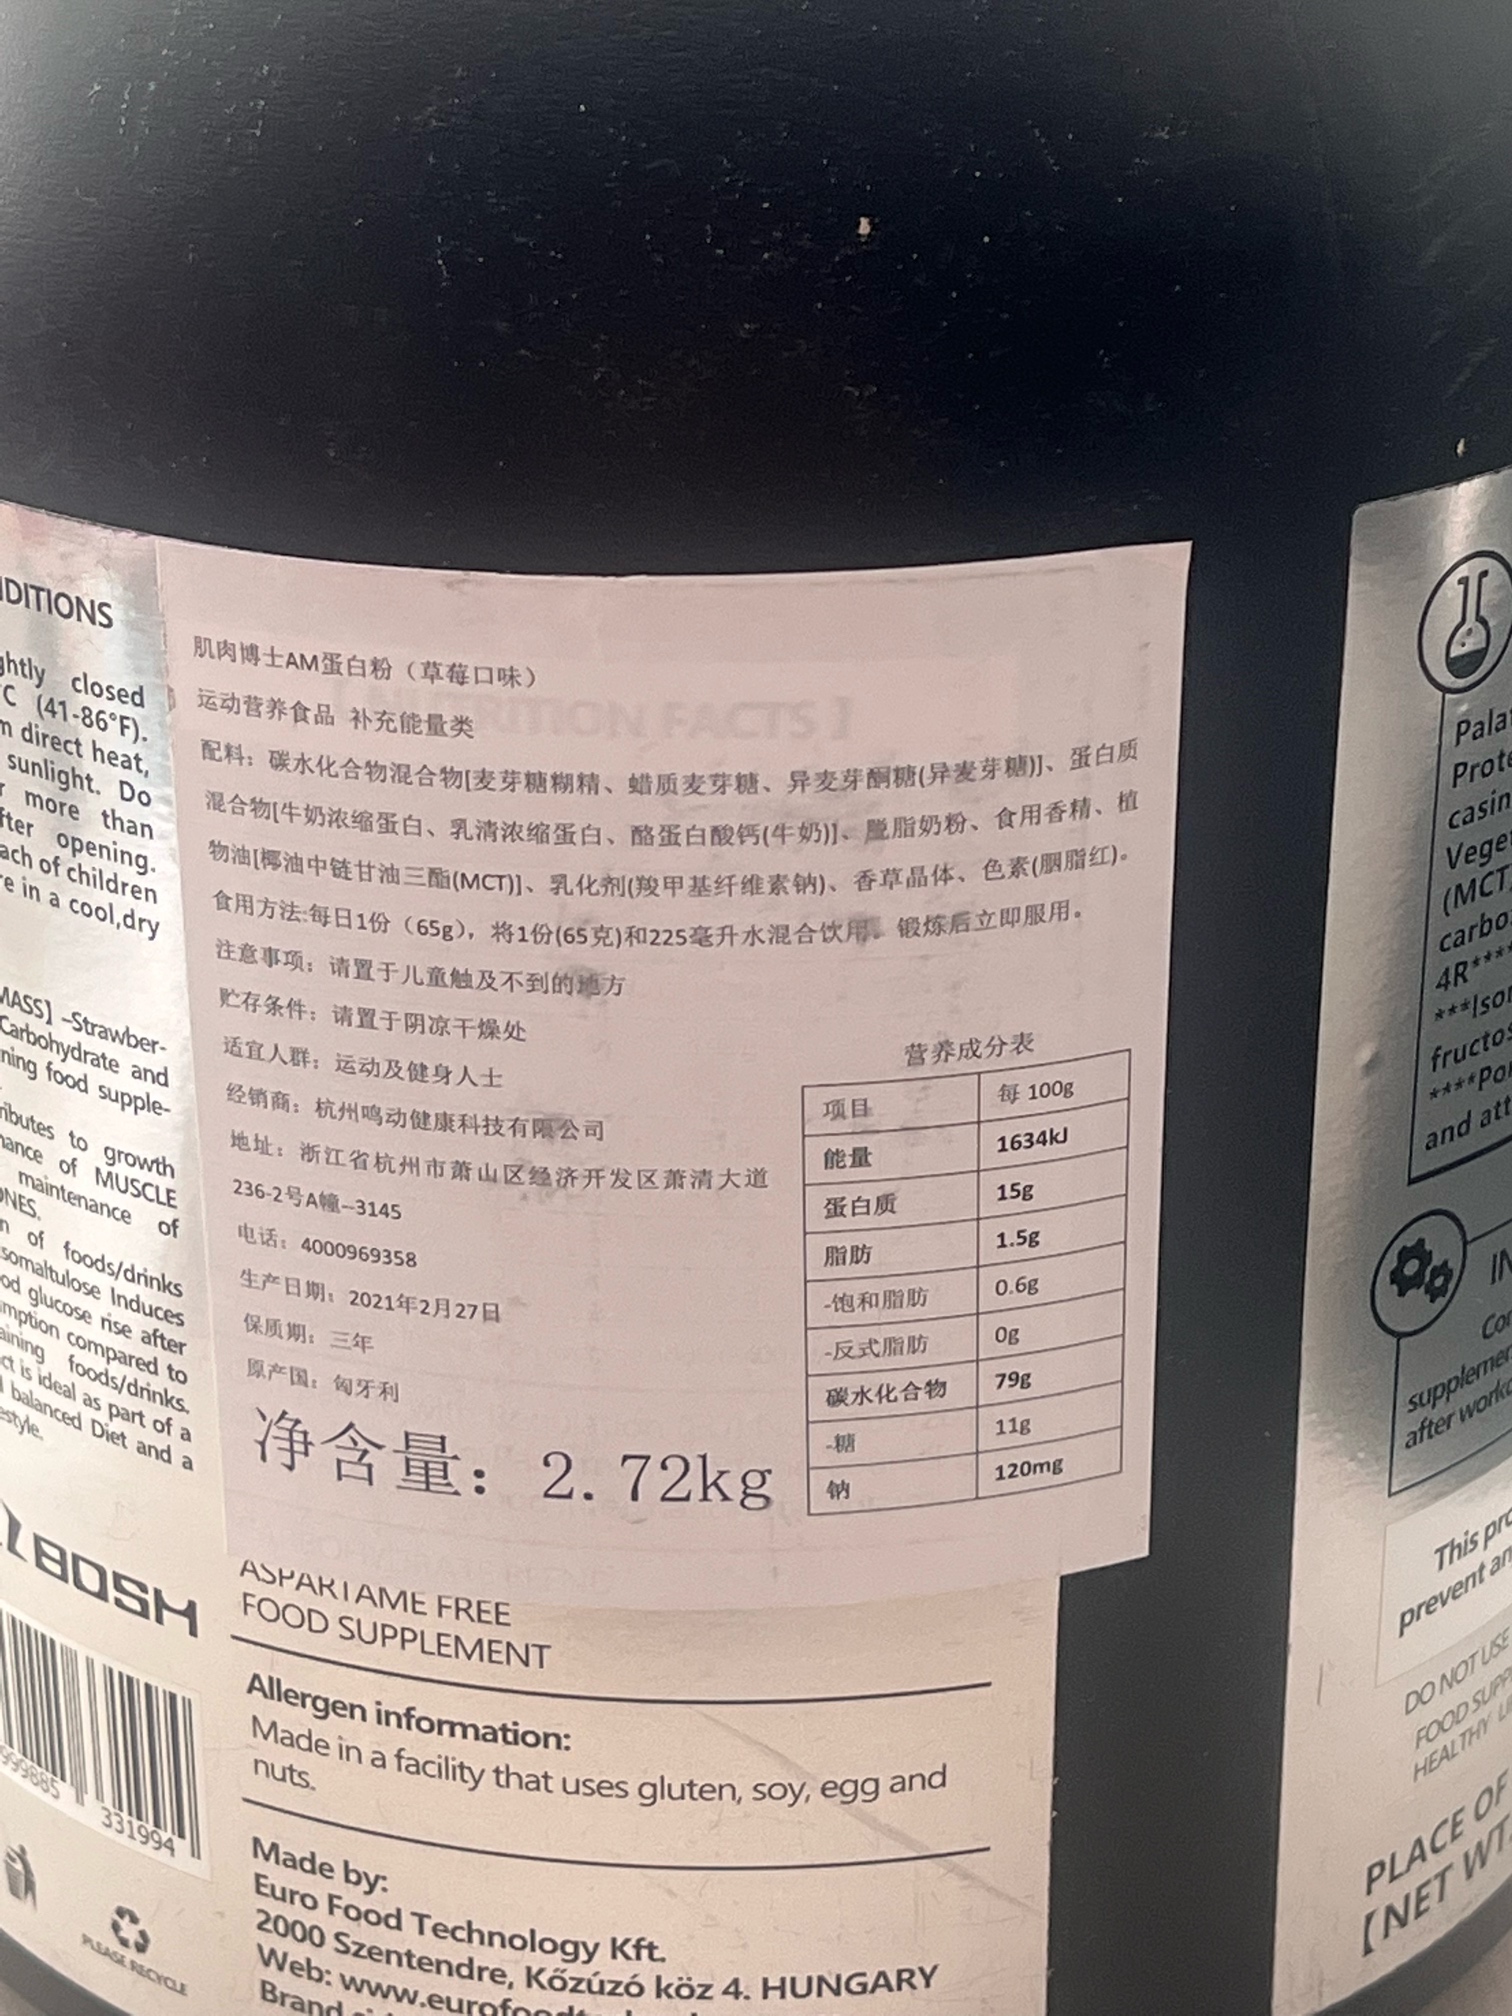 DITIONS
closed
(41-86°F).
direct heat,
sunlight. Do
more than
opening.
of children
in a cool,dry
MASS] –Strawber-
Carbohydrate and
food supple-
to growth
of MUSCLE
maintenance of
of foods/drinks
Induces
glucose rise after
compared to
foods/drinks.
is ideal as part of a
balanced Diet and a
BOSM
331994
PLEASE RECYCLE
肌肉博士AM蛋白粉（草莓口味）
运动营养食品 补充能量类
配料：碳水化合物混合物[麦芽糖糊精、蜡质麦芽糖、异麦芽酮糖(异麦芽糖)]、蛋白质
混合物[牛奶浓缩蛋白、乳清浓缩蛋白、酪蛋白酸钙(牛奶)]、脱脂奶粉、食用香精、植
物油[椰油中链甘油三酯(MCT)]、乳化剂(羧甲基纤维素钠)、香草晶体、色素(胭脂红)。
食用方法:每日1份（65g），将1份(65克)和225毫升水混合饮用。锻炼后立即服用。
注意事项：请置于儿童触及不到的地方
贮存条件：请置于阴凉干燥处
适宜人群：运动及健身人士
经销商：杭州鸣动健康科技有限公司
地址：浙江省杭州市萧山区经济开发区萧清大道
236-2号A幢--3145
电话：4000969358
生产日期：2021年2月27日
保质期：三年
原产国：匈牙利
净含量：2.72kg
营养成分表
项目 每 100g
能量 1634kJ
蛋白质 15g
脂肪 1.5g
-饱和脂肪 0.6g
-反式脂肪 0g
碳水化合物 79g
-糖 11g
钠 120mg
ASPARTAME FREE
FOOD SUPPLEMENT
Allergen information:
Made in a facility that uses gluten, soy, egg and
nuts.
Made by:
Euro Food Technology Kft.
2000 Szentendre, Kőzúzó köz 4. HUNGARY
Web:
Brand
(MCT
4R****
and att
after
This
prevent
DO NOT USE
FOOD
HEALTHY
PLACE OF
[NET WT.